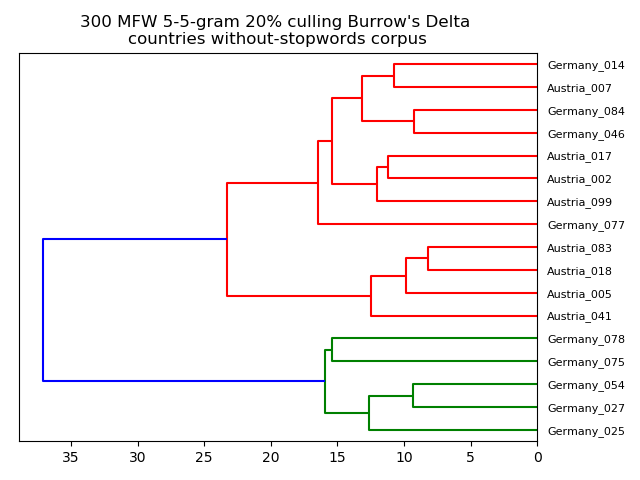 300 MFW 5-5-gram 20% culling Burrow's Delta
countries without-stopwords corpus
Germany_014
Austria_007
Germany_084
Germany_046
Austria_017
Austria_002
Austria_099
Germany_077
Austria_083
Austria_018
Austria_005
Austria_041
Germany_078
Germany_075
Germany_054
Germany_027
Germany_025
35 30 25 20 15 10 5 0